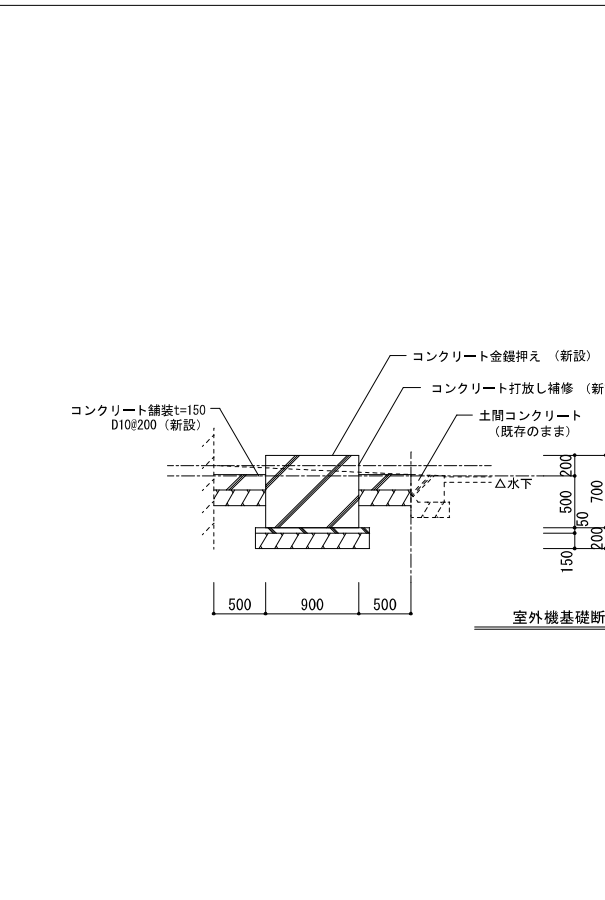 コンクリート金鏝押え （新設）
コンクリート打放し補修 （新
コンクリート舗装t=150
D10@200（新設）
土間コンクリート
（既存のまま）
△水下
200
500
700
50
200
150
500
900
500
室外機基礎断